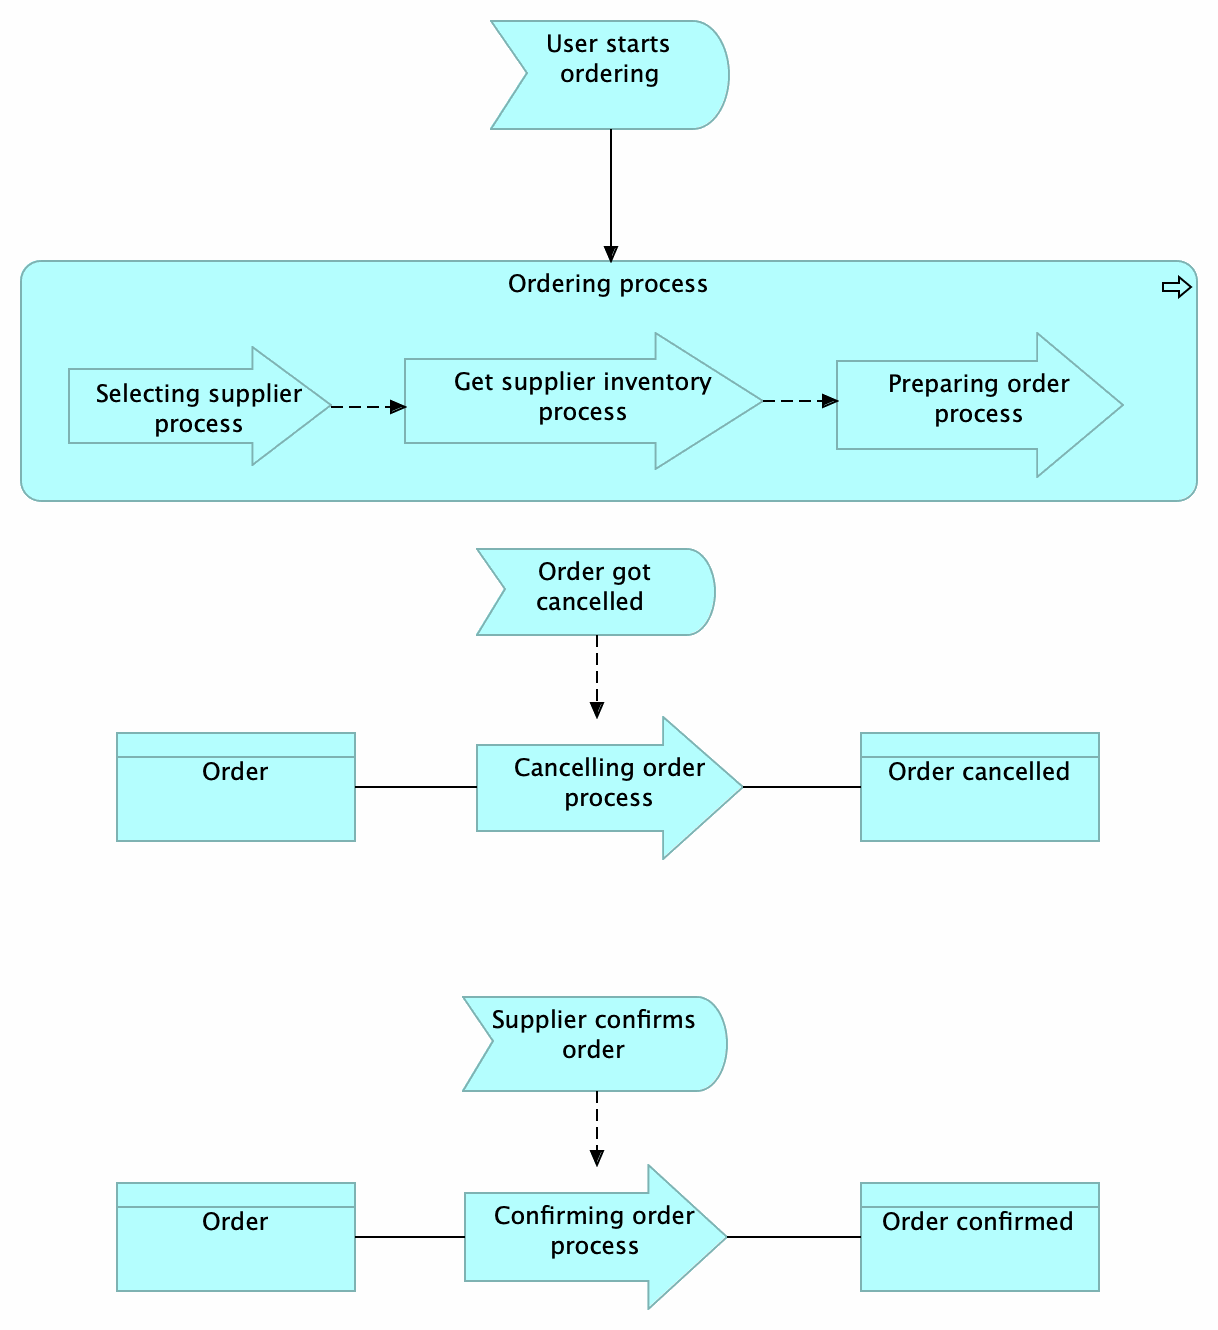 User starts
ordering
Ordering process
Selecting supplier
process
Get supplier inventory
process
Preparing order
process
Order got
cancelled
Order
Cancelling order
process
Order cancelled
Supplier confirms
order
Order
Confirming order
process
Order confirmed